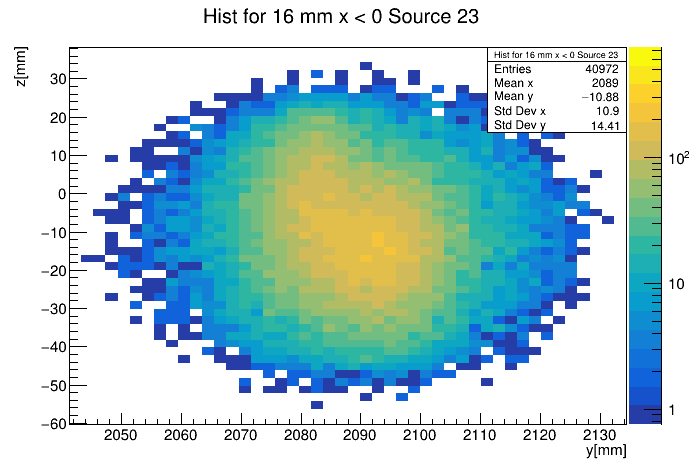 Hist for 16 mm x < 0 Source 23
z[mm]
Hist for 16 mm x < 0 Source 23
Entries 40972
Mean x 2089
Mean y −10.88
Std Dev x 10.9
Std Dev y 14.41
30
20
10
0
−10
−20
−30
−40
−50
−60
2050 2060 2070 2080 2090 2100 2110 2120 2130
y[mm]
10²
10
1